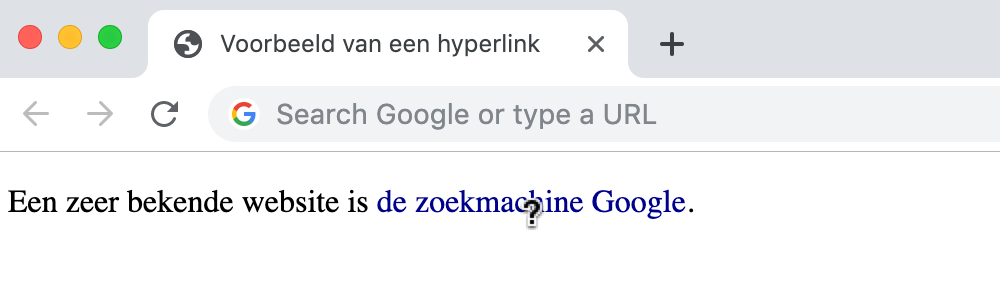 Voorbeeld van een hyperlink
Search Google or type a URL
Een zeer bekende website is de zoekmachine Google.